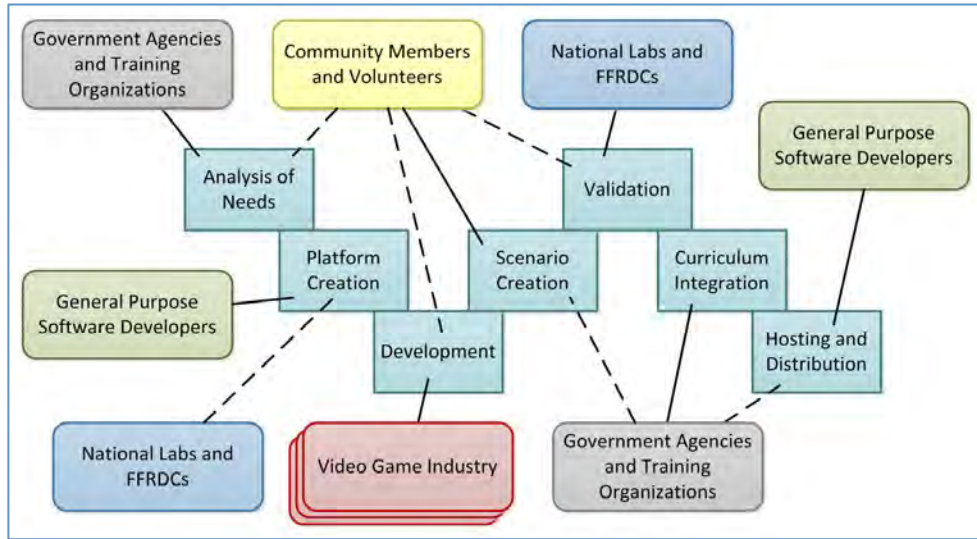 Government Agencies
and Training
Organizations
Community Members
and Volunteers
National Labs and
FFRDCs
General Purpose
Software Developers
Analysis of
Needs
Validation
Platform
Creation
Scenario
Creation
Curriculum
Integration
General Purpose
Software Developers
Development
Hosting and
Distribution
National Labs and
FFRDCs
Video Game Industry
Government Agencies
and Training
Organizations